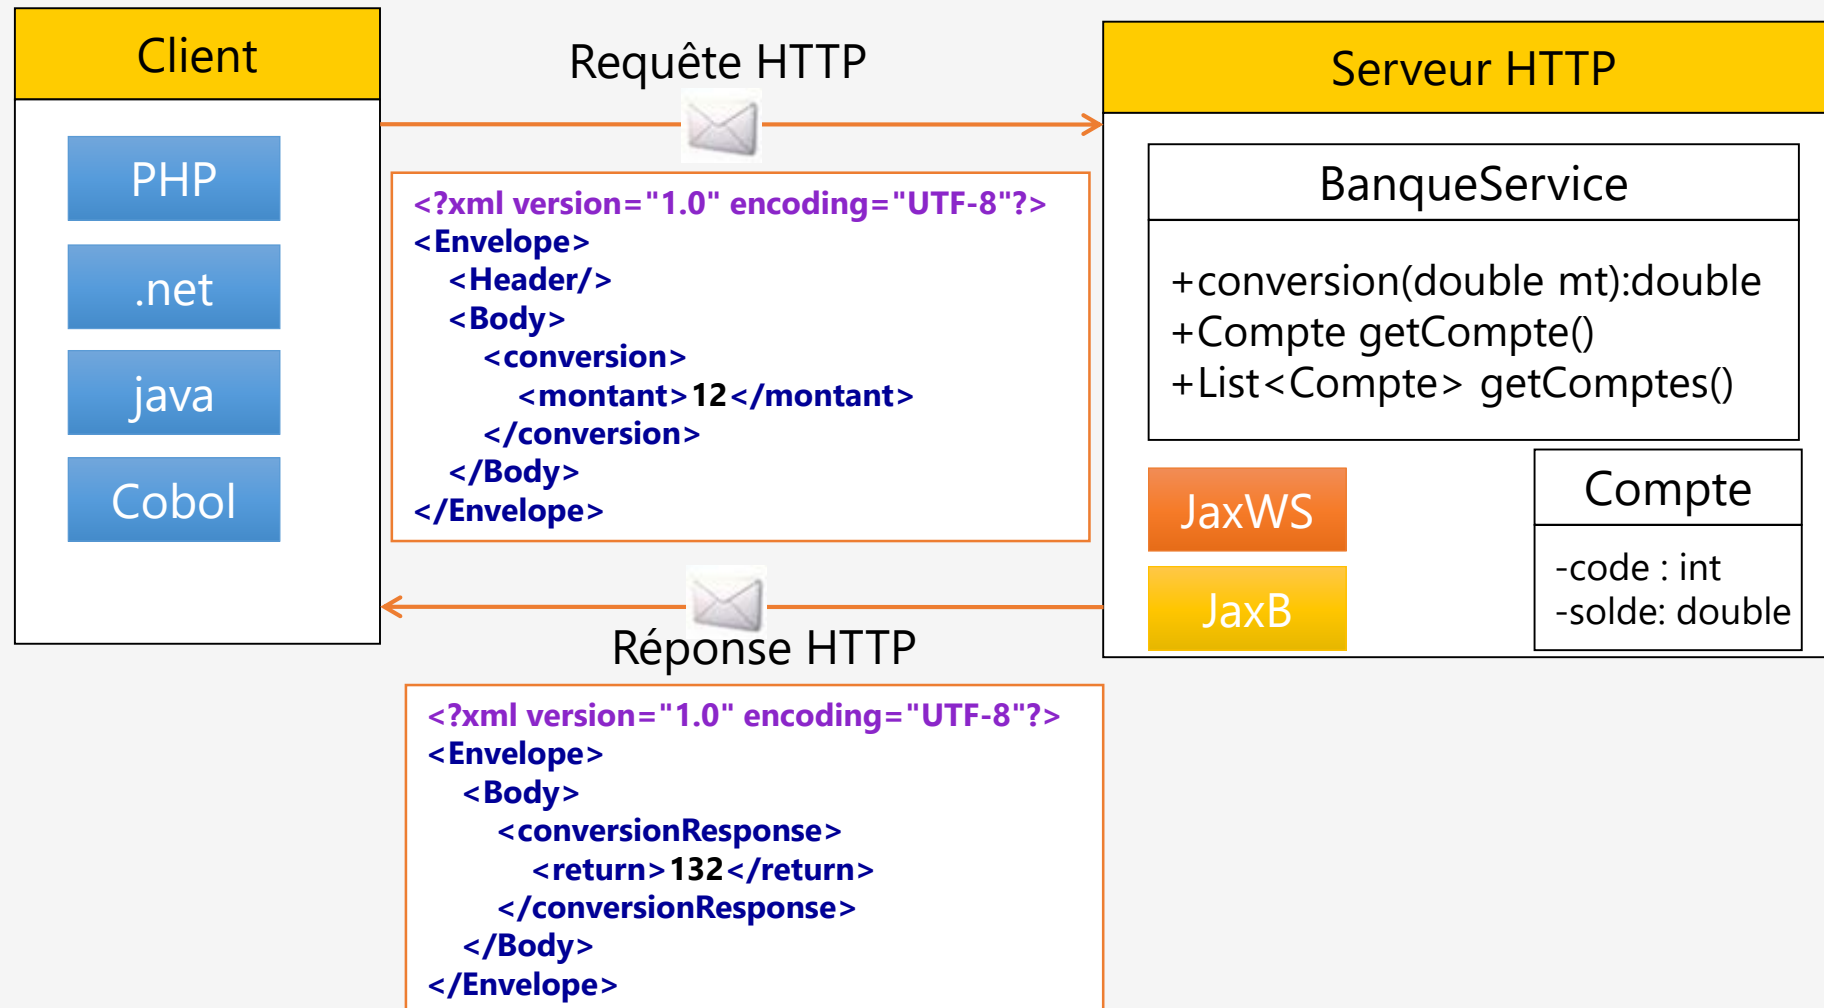 Client
PHP
.net
java
Cobol
Requête HTTP
<?xml version="1.0" encoding="UTF-8"?>
<Envelope>
<Header/>
<Body>
<conversion>
<montant>12</montant>
</conversion>
</Body>
</Envelope>
Réponse HTTP
<?xml version="1.0" encoding="UTF-8"?>
<Envelope>
<Body>
<conversionResponse>
<return>132</return>
</conversionResponse>
</Body>
</Envelope>
Serveur HTTP
BanqueService
+conversion(double mt):double
+Compte getCompte()
+List<Compte> getComptes()
JaxWS
JaxB
Compte
-code : int
-solde: double